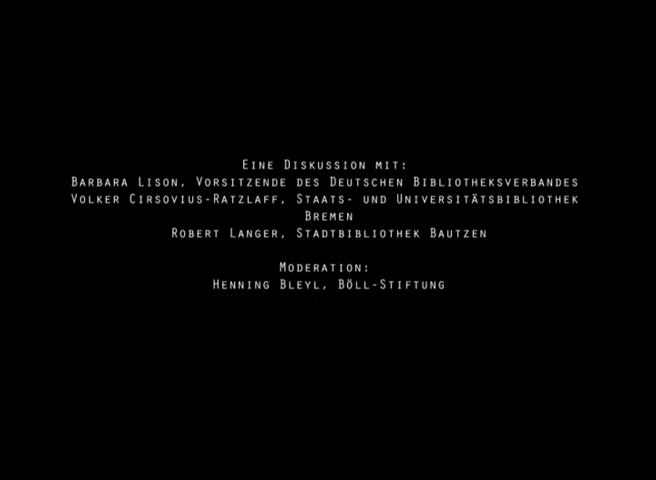 Eine Diskussion mit:
Barbara Lison, Vorsitzende des Deutschen Bibliotheksverbandes
Volker Cirsovius-Ratzlaff, Staats- und Universitätsbibliothek
Bremen
Robert Langer, Stadtbibliothek Bautzen
Moderation:
Henning Bleyl, Böll-Stiftung